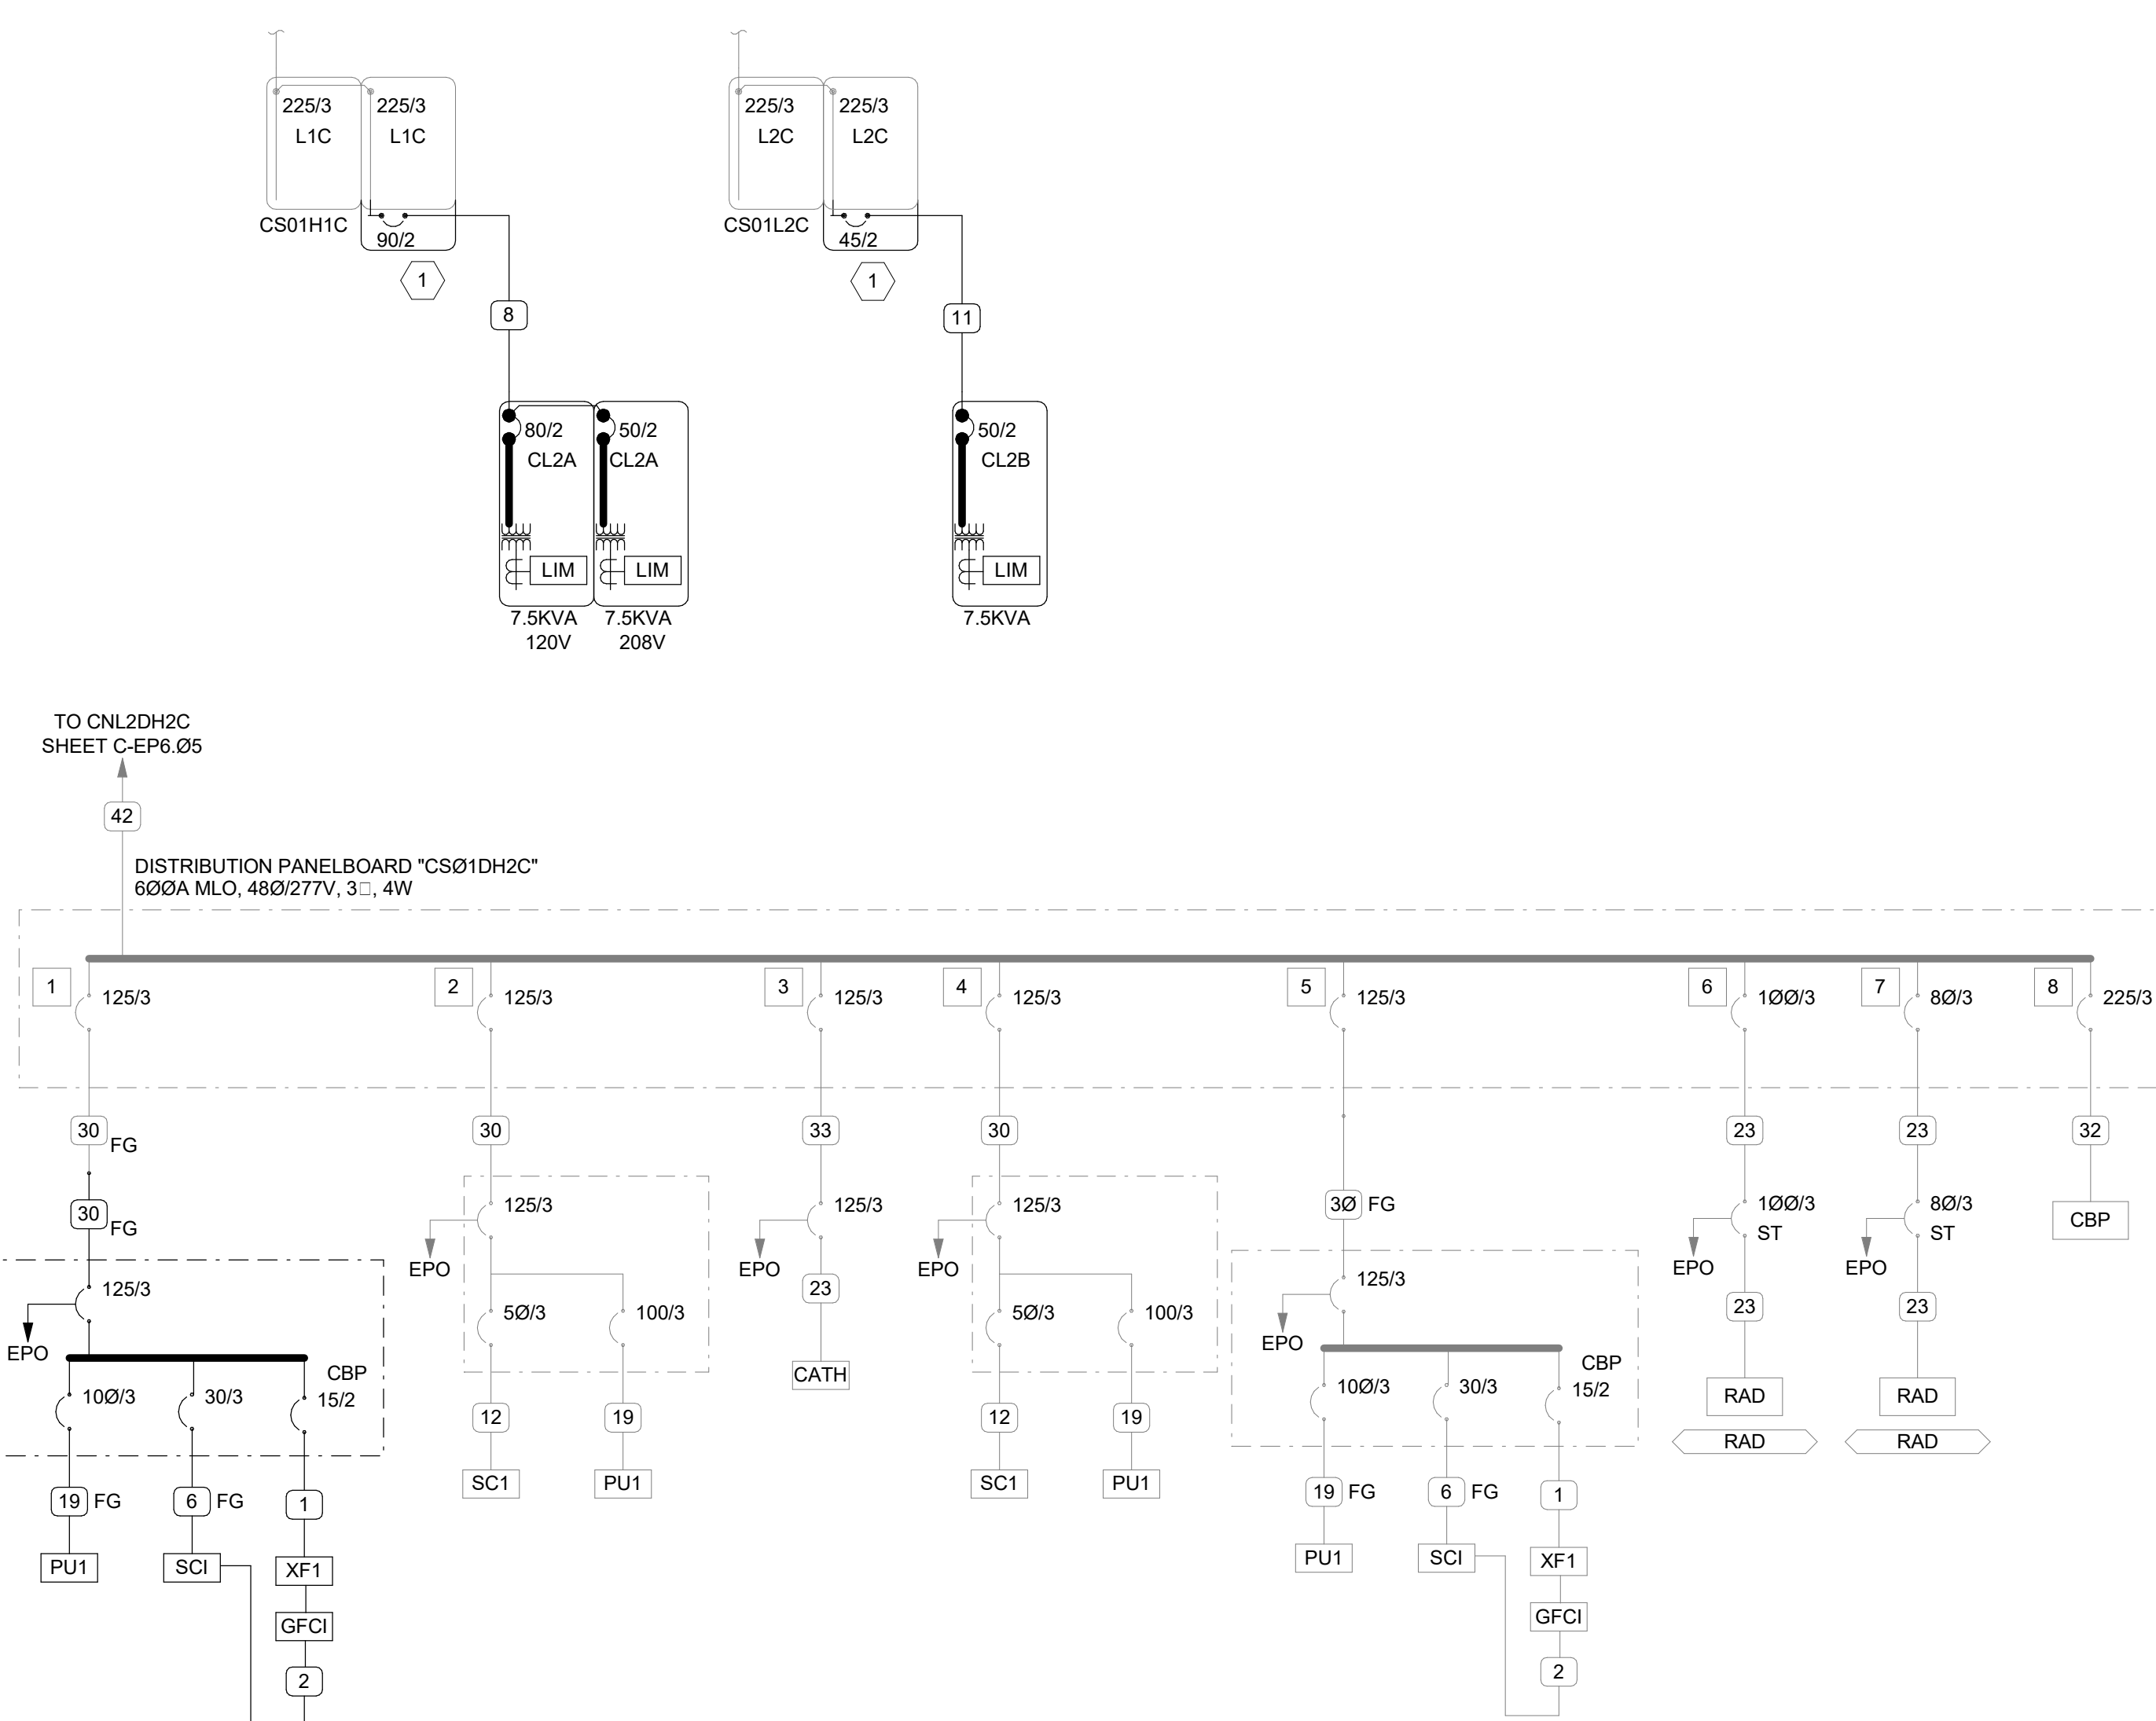 225/3 225/3 225/3 225/3
L1C L1C L2C L2C
CS01H1C CS01L2C
90/2 45/2
1 1
8 11
80/2 50/2 50/2
CL2A CL2A CL2B
LIM LIM LIM
7.5KVA 7.5KVA 7.5KVA
120V 208V
TO CNL2DH2C
SHEET C-EP6.Ø5
42
DISTRIBUTION PANELBOARD "CSØ1DH2C"
6ØØA MLO, 48Ø/277V, 3□, 4W
1 2 3 4 5 6 7 8
125/3 125/3 125/3 125/3 125/3 1ØØ/3 8Ø/3 225/3
30 FG 30 33 30 23 23 32
30 FG 125/3 125/3 125/3 3Ø FG 1ØØ/3 8Ø/3 CBP
ST ST
EPO EPO EPO EPO EPO
125/3 23 125/3 23 23
EPO 5Ø/3 100/3 5Ø/3 100/3 EPO
CBP CATH CBP
10Ø/3 30/3 15/2 10Ø/3 30/3 15/2 RAD RAD
12 19 12 19 RAD RAD
SC1 PU1 SC1 PU1
19 FG 6 FG 1 19 FG 6 FG 1
PU1 SCI XF1 PU1 SCI XF1
GFCI GFCI
2 2